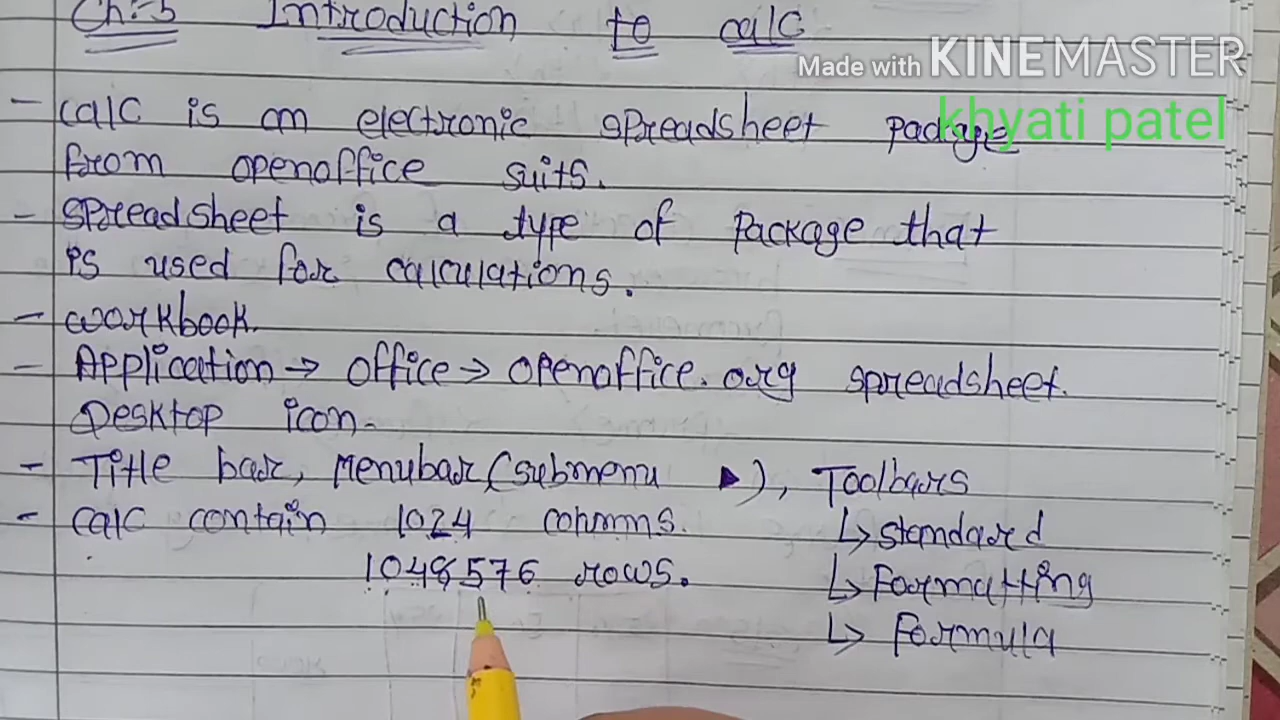 Ch:-5 Introduction to calc
Made with KINEMASTER
khyati patel
- calc is an electronic spreadsheet package
from openoffice suits.
- spreadsheet is a type of package that
is used for calculations.
- workbook.
- Application → office → openoffice.org spreadsheet.
Desktop icon.
- Title bar, Menubar (submenu ▶), Toolbars
- calc contain 1024 columns.
↳ standard
1048576 rows.
↳ Formatting
↳ Formula